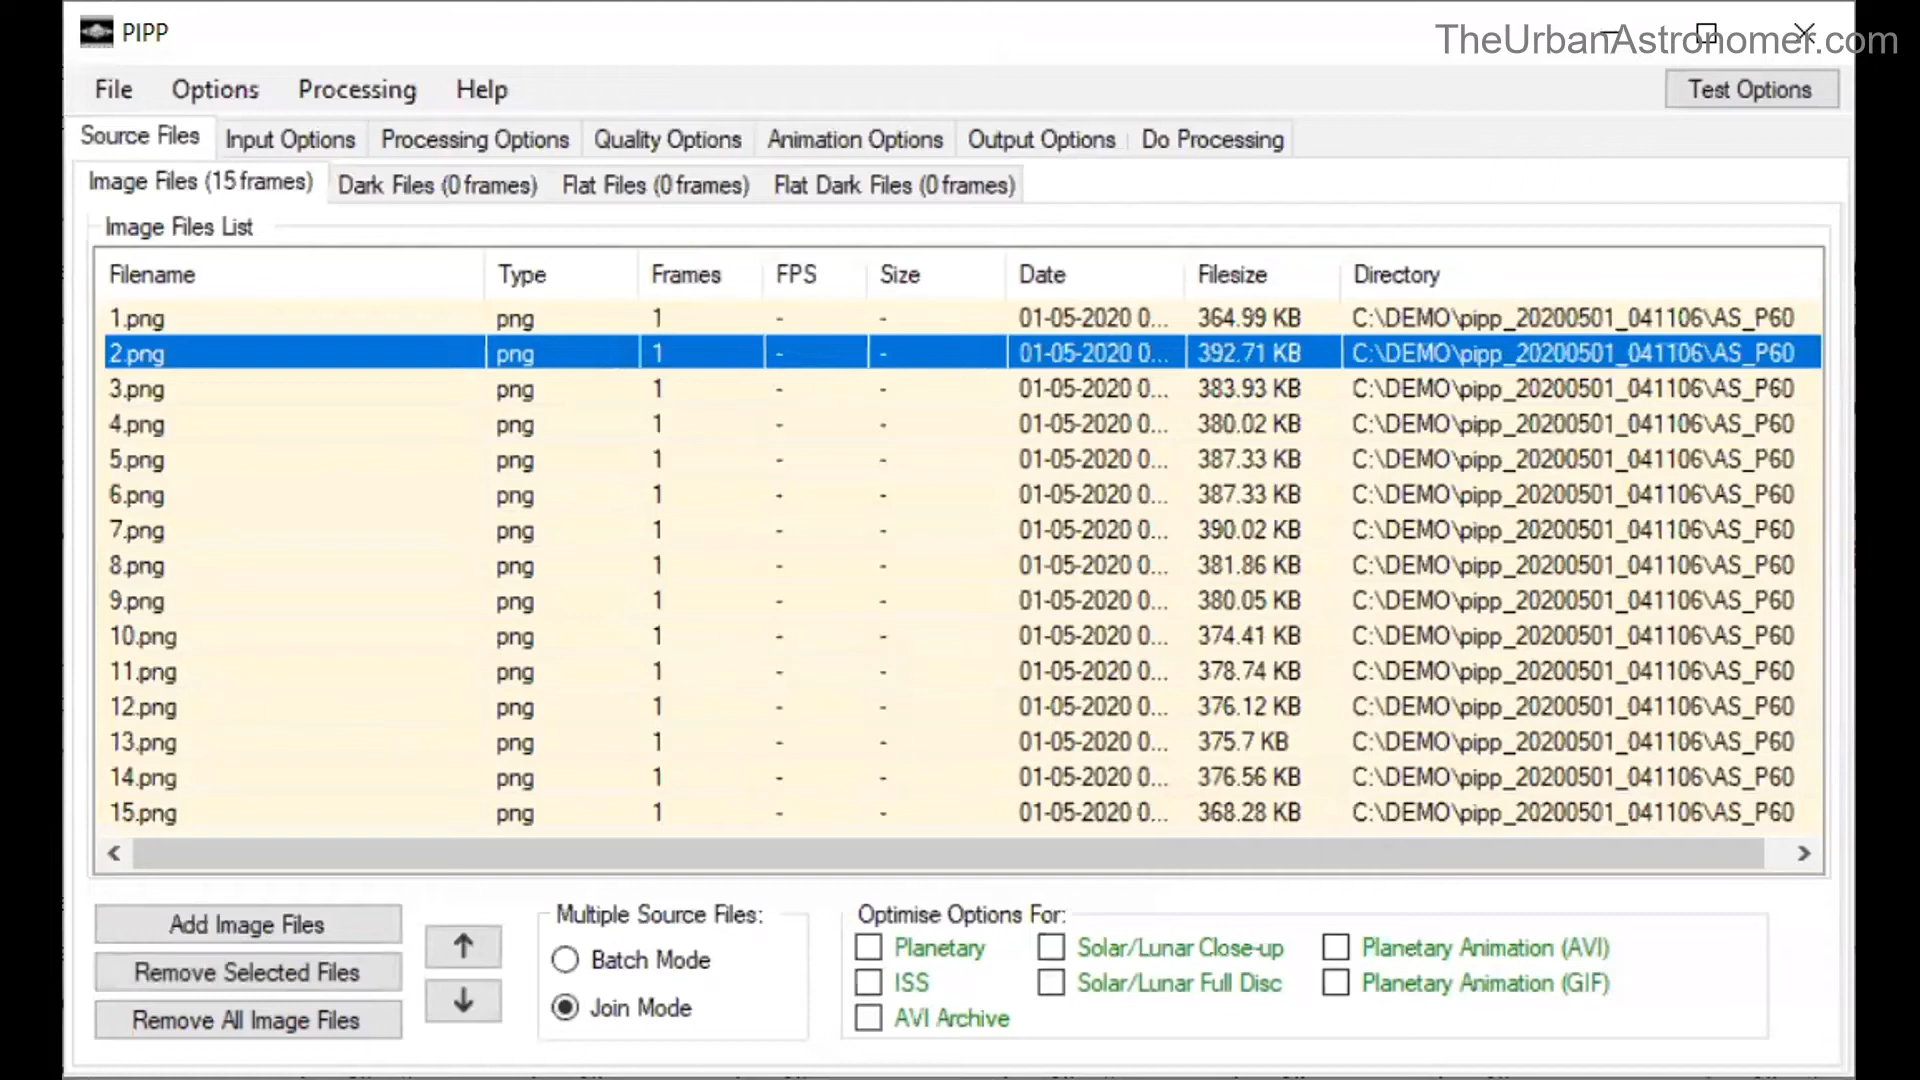 PIPP
TheUrbanAstronomer.com
File Options Processing Help Test Options
Source Files Input Options Processing Options Quality Options Animation Options Output Options Do Processing
Image Files (15 frames) Dark Files (0 frames) Flat Files (0 frames) Flat Dark Files (0 frames)
Image Files List
Filename Type Frames FPS Size Date Filesize Directory
1.png png 1 - - 01-05-2020 0... 364.99 KB C:\DEMO\pipp_20200501_041106\AS_P60
2.png png 1 - - 01-05-2020 0... 392.71 KB C:\DEMO\pipp_20200501_041106\AS_P60
3.png png 1 - - 01-05-2020 0... 383.93 KB C:\DEMO\pipp_20200501_041106\AS_P60
4.png png 1 - - 01-05-2020 0... 380.02 KB C:\DEMO\pipp_20200501_041106\AS_P60
5.png png 1 - - 01-05-2020 0... 387.33 KB C:\DEMO\pipp_20200501_041106\AS_P60
6.png png 1 - - 01-05-2020 0... 387.33 KB C:\DEMO\pipp_20200501_041106\AS_P60
7.png png 1 - - 01-05-2020 0... 390.02 KB C:\DEMO\pipp_20200501_041106\AS_P60
8.png png 1 - - 01-05-2020 0... 381.86 KB C:\DEMO\pipp_20200501_041106\AS_P60
9.png png 1 - - 01-05-2020 0... 380.05 KB C:\DEMO\pipp_20200501_041106\AS_P60
10.png png 1 - - 01-05-2020 0... 374.41 KB C:\DEMO\pipp_20200501_041106\AS_P60
11.png png 1 - - 01-05-2020 0... 378.74 KB C:\DEMO\pipp_20200501_041106\AS_P60
12.png png 1 - - 01-05-2020 0... 376.12 KB C:\DEMO\pipp_20200501_041106\AS_P60
13.png png 1 - - 01-05-2020 0... 375.7 KB C:\DEMO\pipp_20200501_041106\AS_P60
14.png png 1 - - 01-05-2020 0... 376.56 KB C:\DEMO\pipp_20200501_041106\AS_P60
15.png png 1 - - 01-05-2020 0... 368.28 KB C:\DEMO\pipp_20200501_041106\AS_P60
Add Image Files
Remove Selected Files
Remove All Image Files
Multiple Source Files:
Batch Mode
Join Mode
Optimise Options For:
Planetary Solar/Lunar Close-up Planetary Animation (AVI)
ISS Solar/Lunar Full Disc Planetary Animation (GIF)
AVI Archive